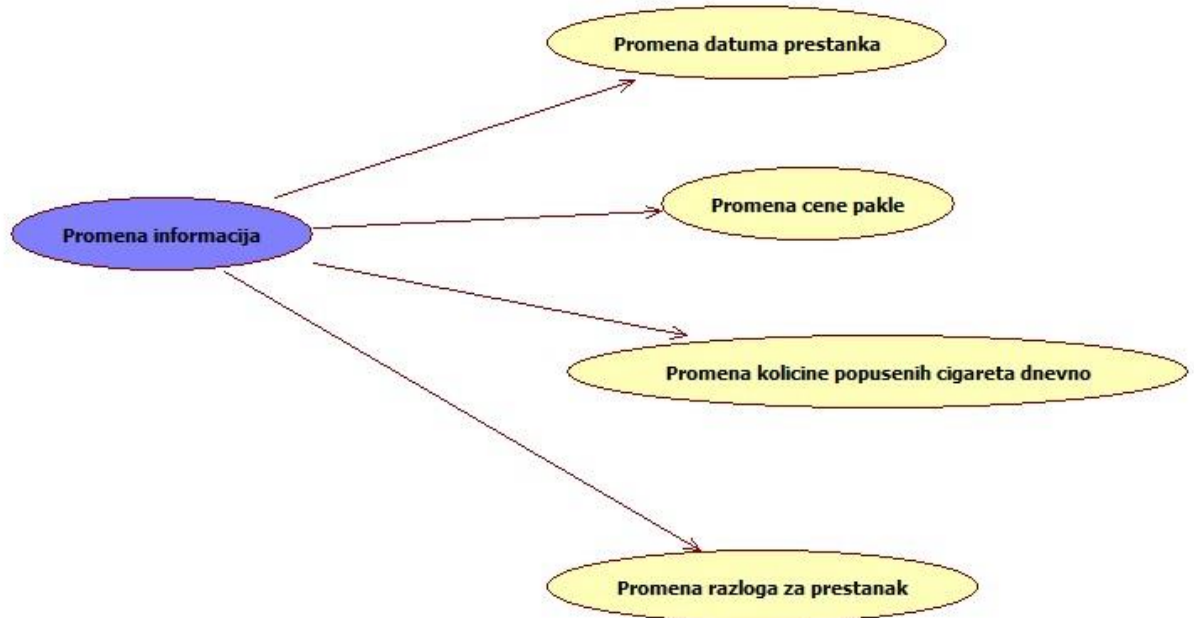 Promena datuma prestanka
Promena cene pakle
Promena informacija
Promena kolicine popusenih cigareta dnevno
Promena razloga za prestanak